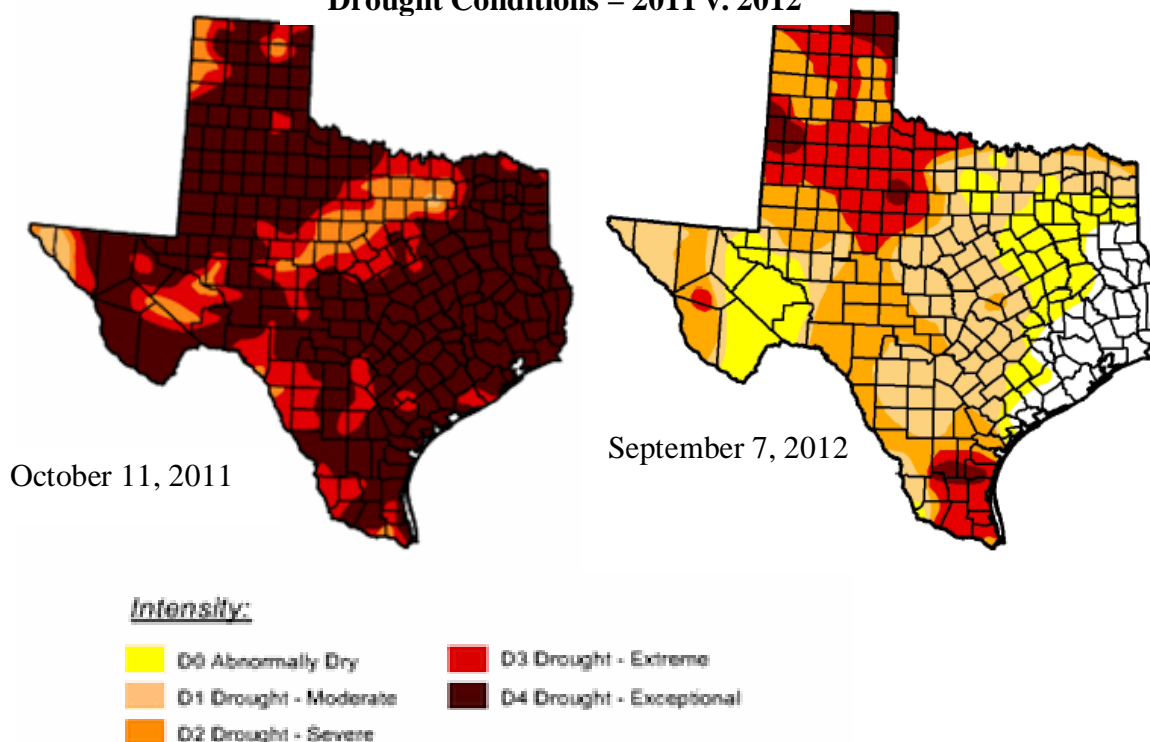 Drought Conditions – 2011 v. 2012
October 11, 2011
September 7, 2012
Intensity:
D0 Abnormally Dry
D1 Drought - Moderate
D2 Drought - Severe
D3 Drought - Extreme
D4 Drought - Exceptional